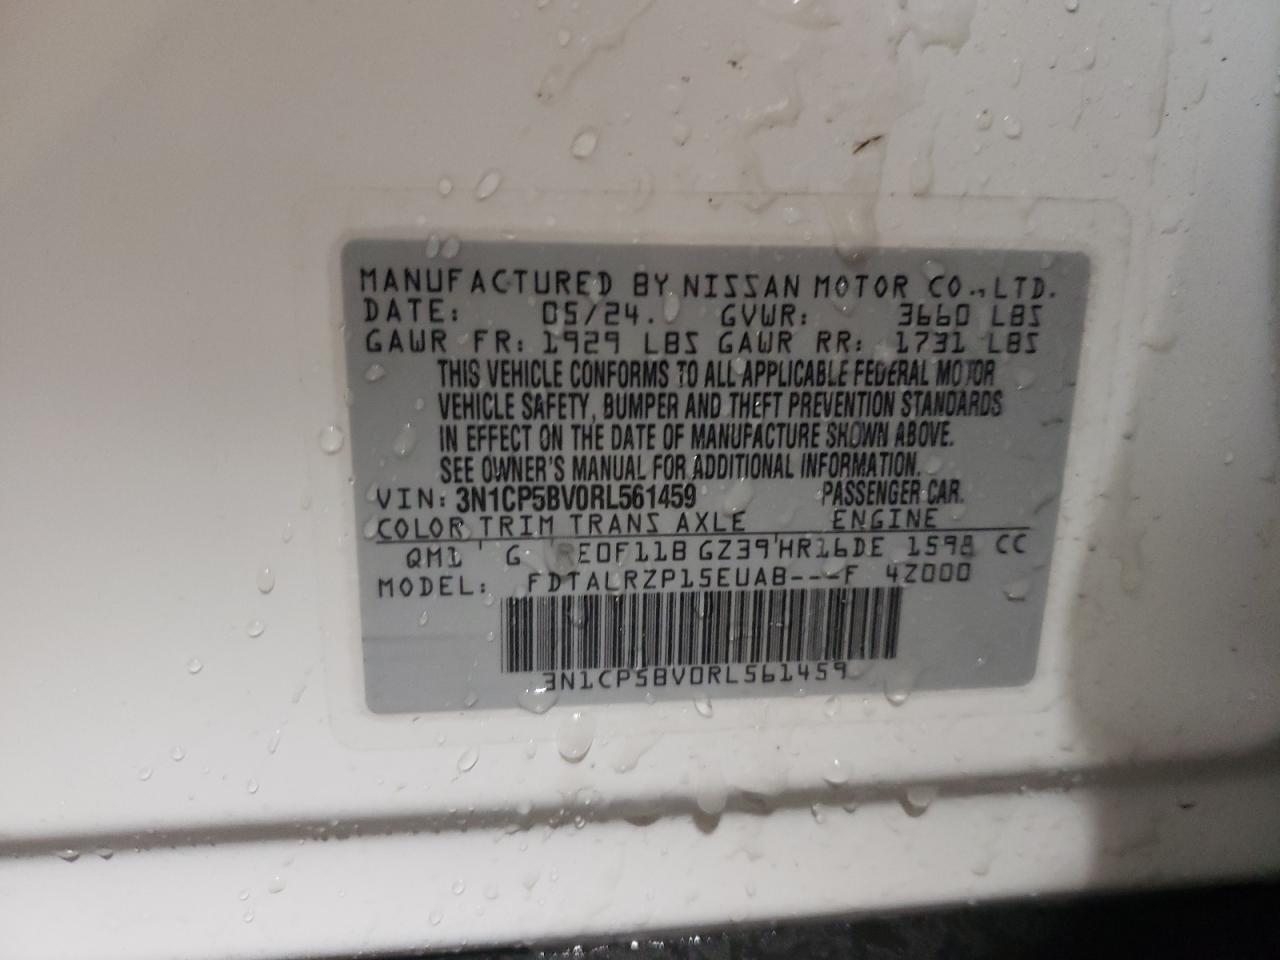 MANUFACTURED BY NISSAN MOTOR CO., LTD.
DATE: 05/24. GVWR: 3660 LBS
GAWR FR: 1929 LBS GAWR RR: 1731 LBS
THIS VEHICLE CONFORMS TO ALL APPLICABLE FEDERAL MOTOR
VEHICLE SAFETY, BUMPER AND THEFT PREVENTION STANDARDS
IN EFFECT ON THE DATE OF MANUFACTURE SHOWN ABOVE.
SEE OWNER'S MANUAL FOR ADDITIONAL INFORMATION.
VIN: 3N1CP5BV0RL561459 PASSENGER CAR.
COLOR TRIM TRANS AXLE ENGINE
QM1 ' G ' RE0F11B GZ39'HR16DE 1598 CC
MODEL: FDTALRZP15EUAB---F 4Z000
3N1CP5BV0RL561459